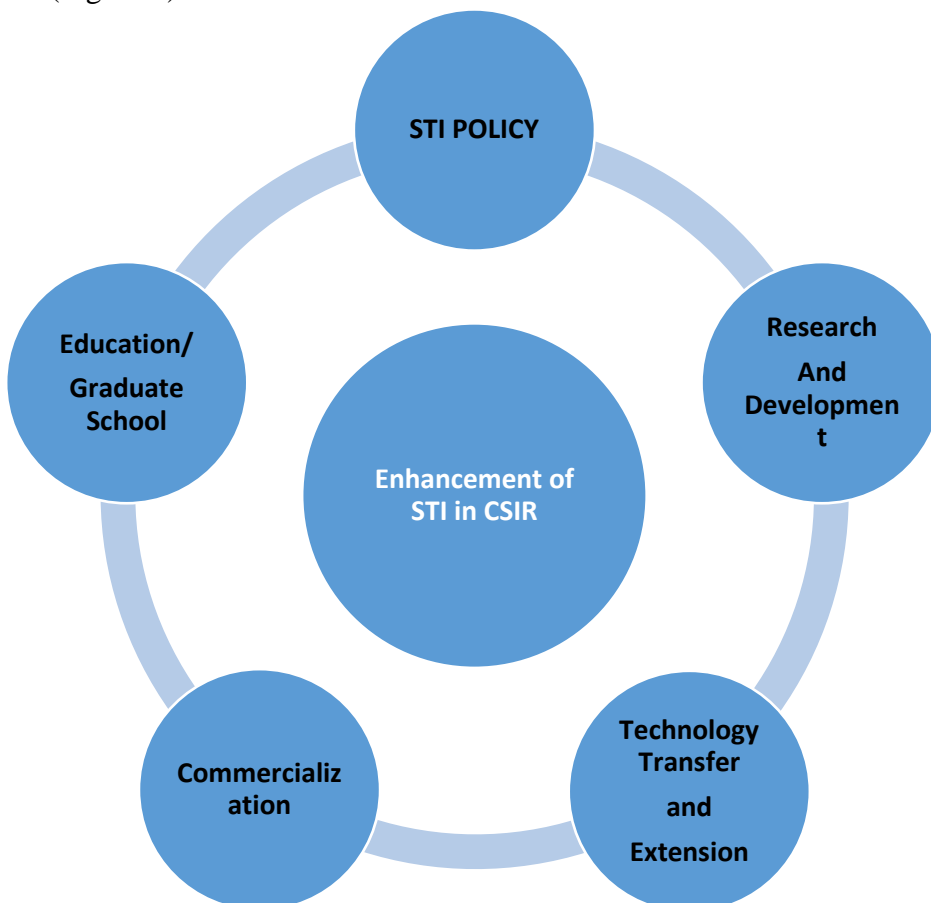 STI POLICY
Research
And
Developmen
t
Education/
Graduate
School
Enhancement of
STI in CSIR
Technology
Transfer
and
Extension
Commercializ
ation